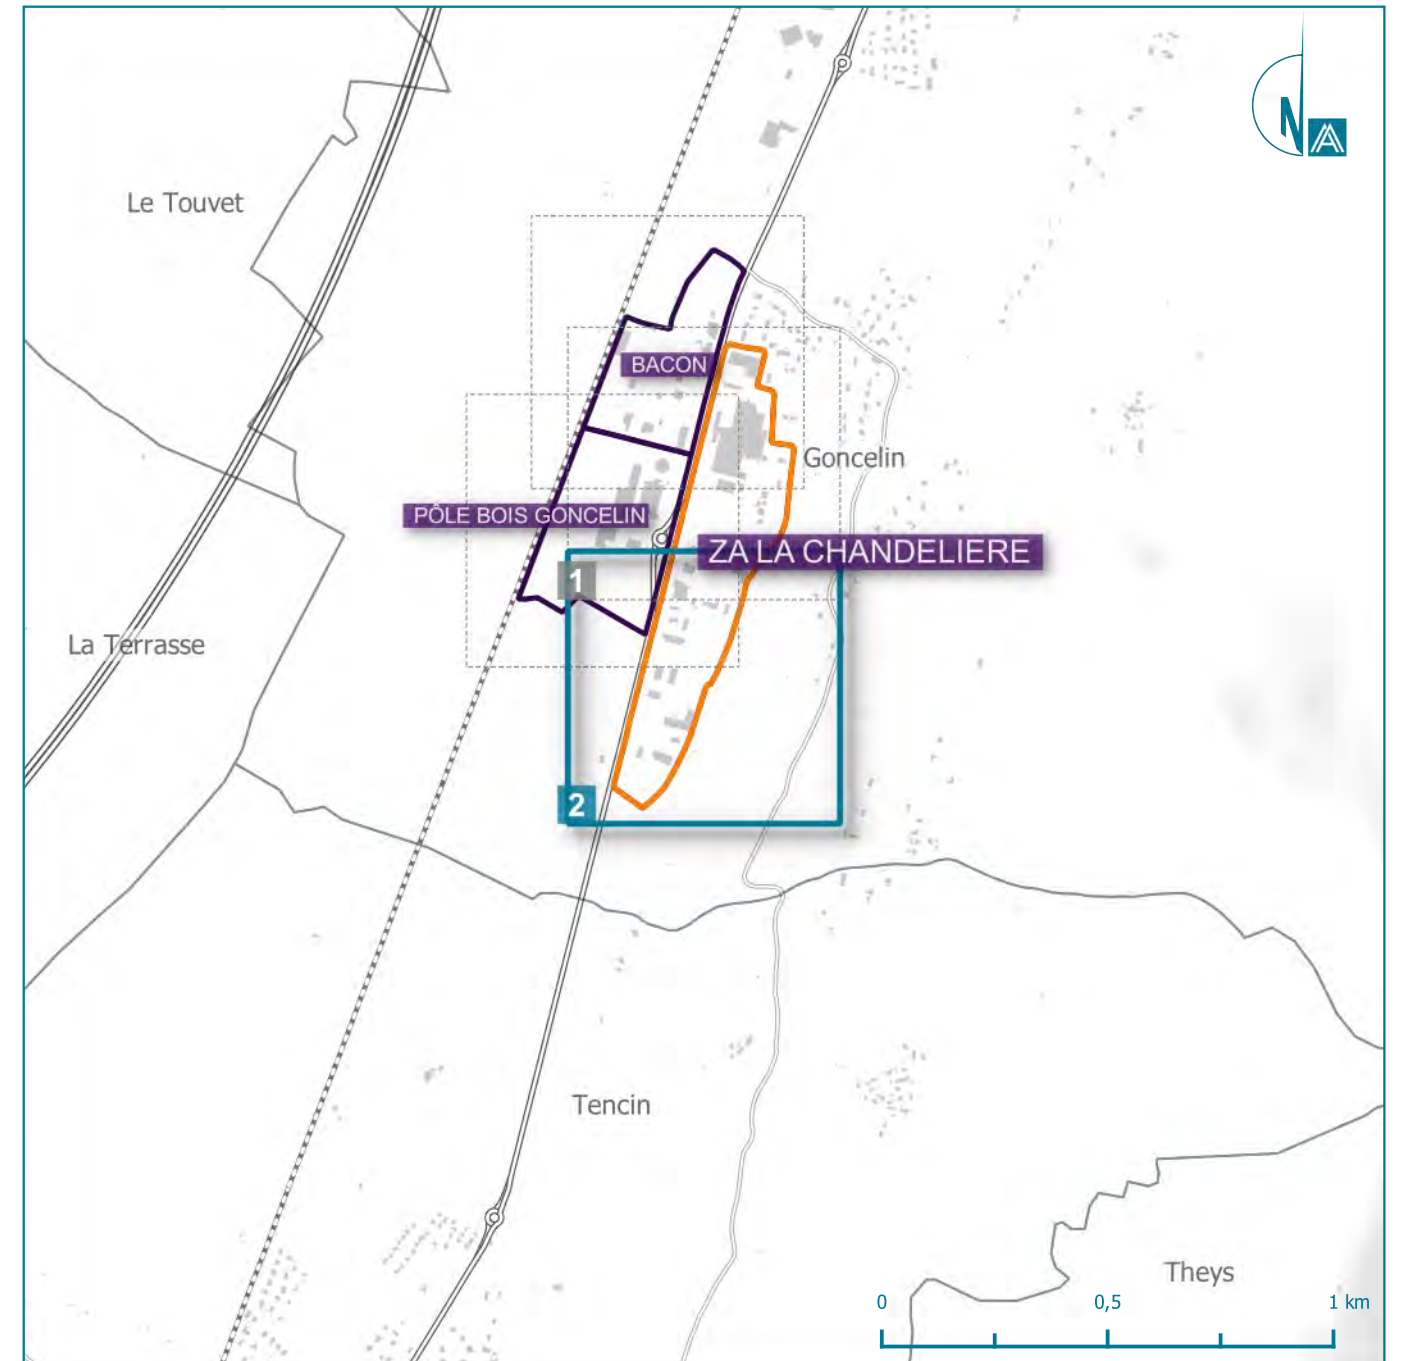 N
Le Touvet
BACON
Goncelin
PÔLE BOIS GONCELIN
ZA LA CHANDELIERE
1
La Terrasse
2
Tencin
Theys
0 0,5 1 km